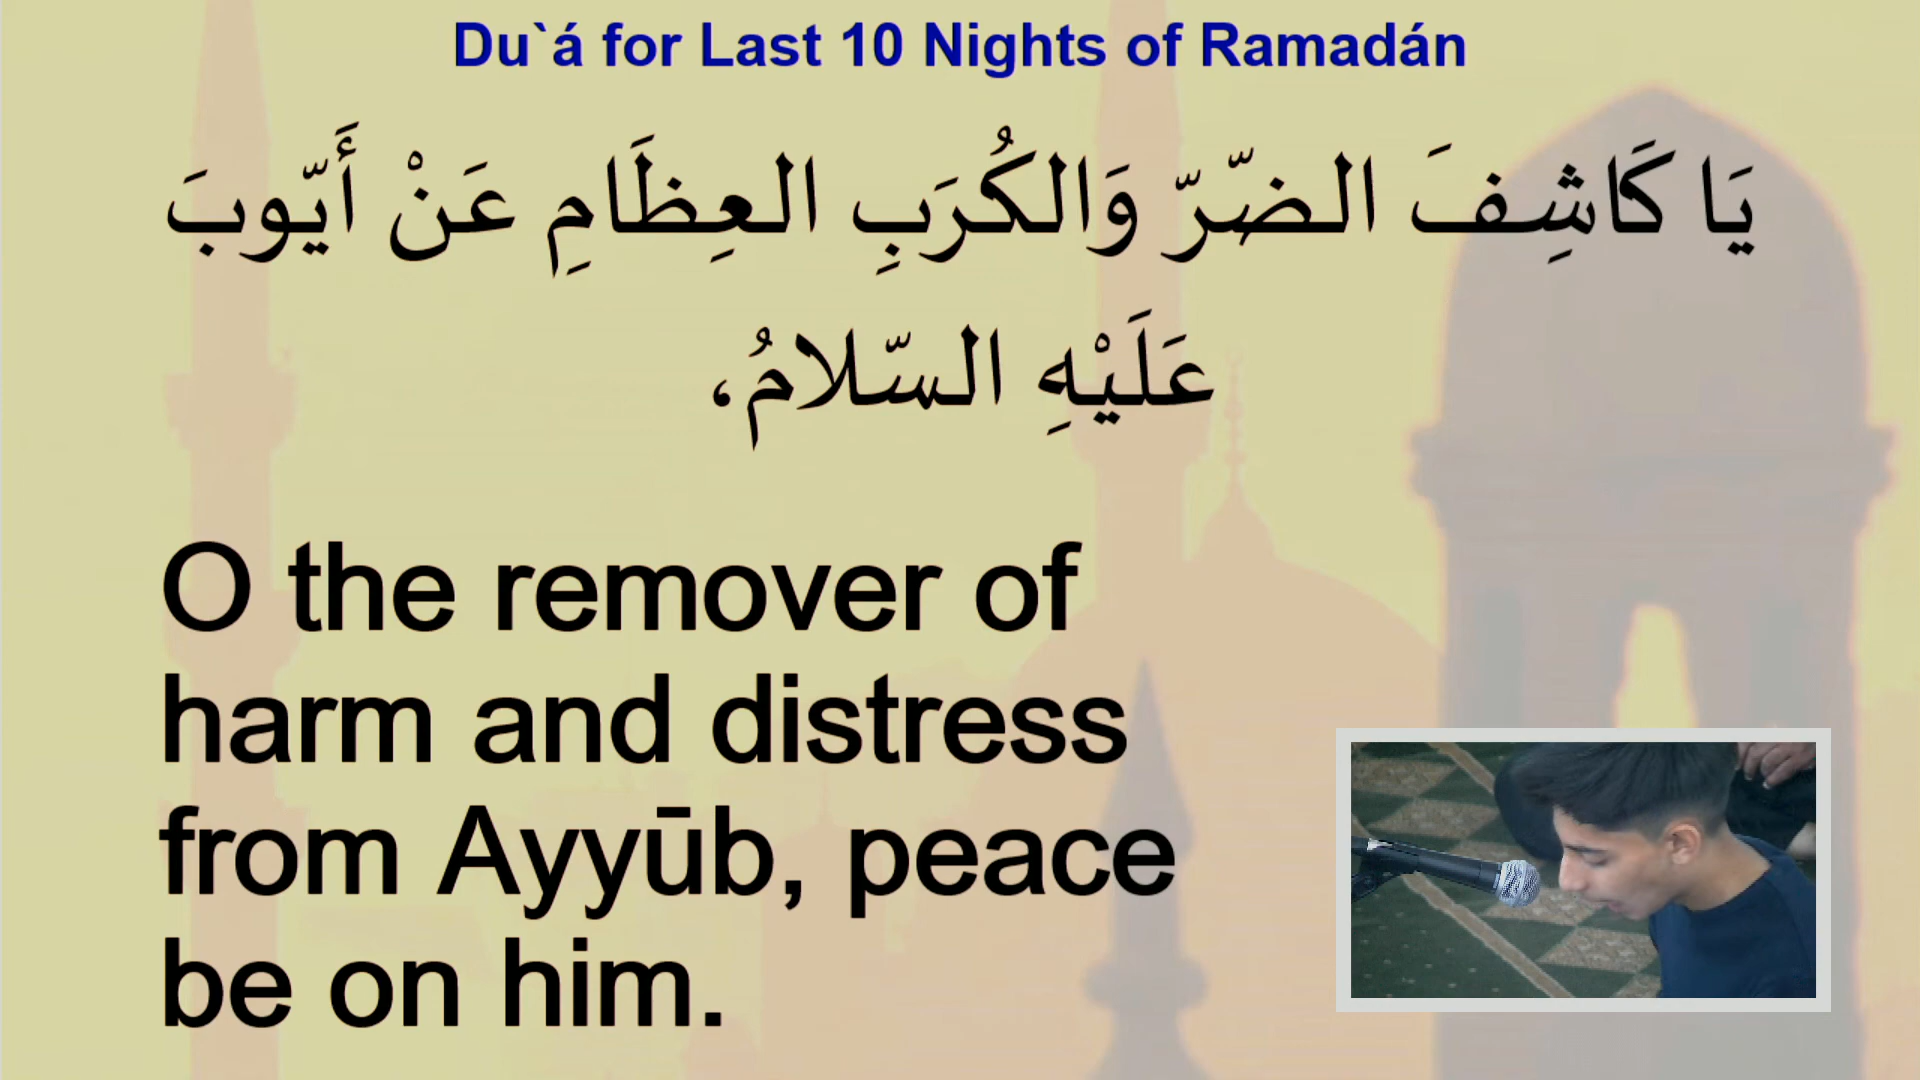 Du`á for Last 10 Nights of Ramadán
يَا كَاشِفَ الضّرّ وَالكُرَبِ العِظَامِ عَنْ أَيّوبَ
عَلَيْهِ السّلامُ،
O the remover of
harm and distress
from Ayyūb, peace
be on him.